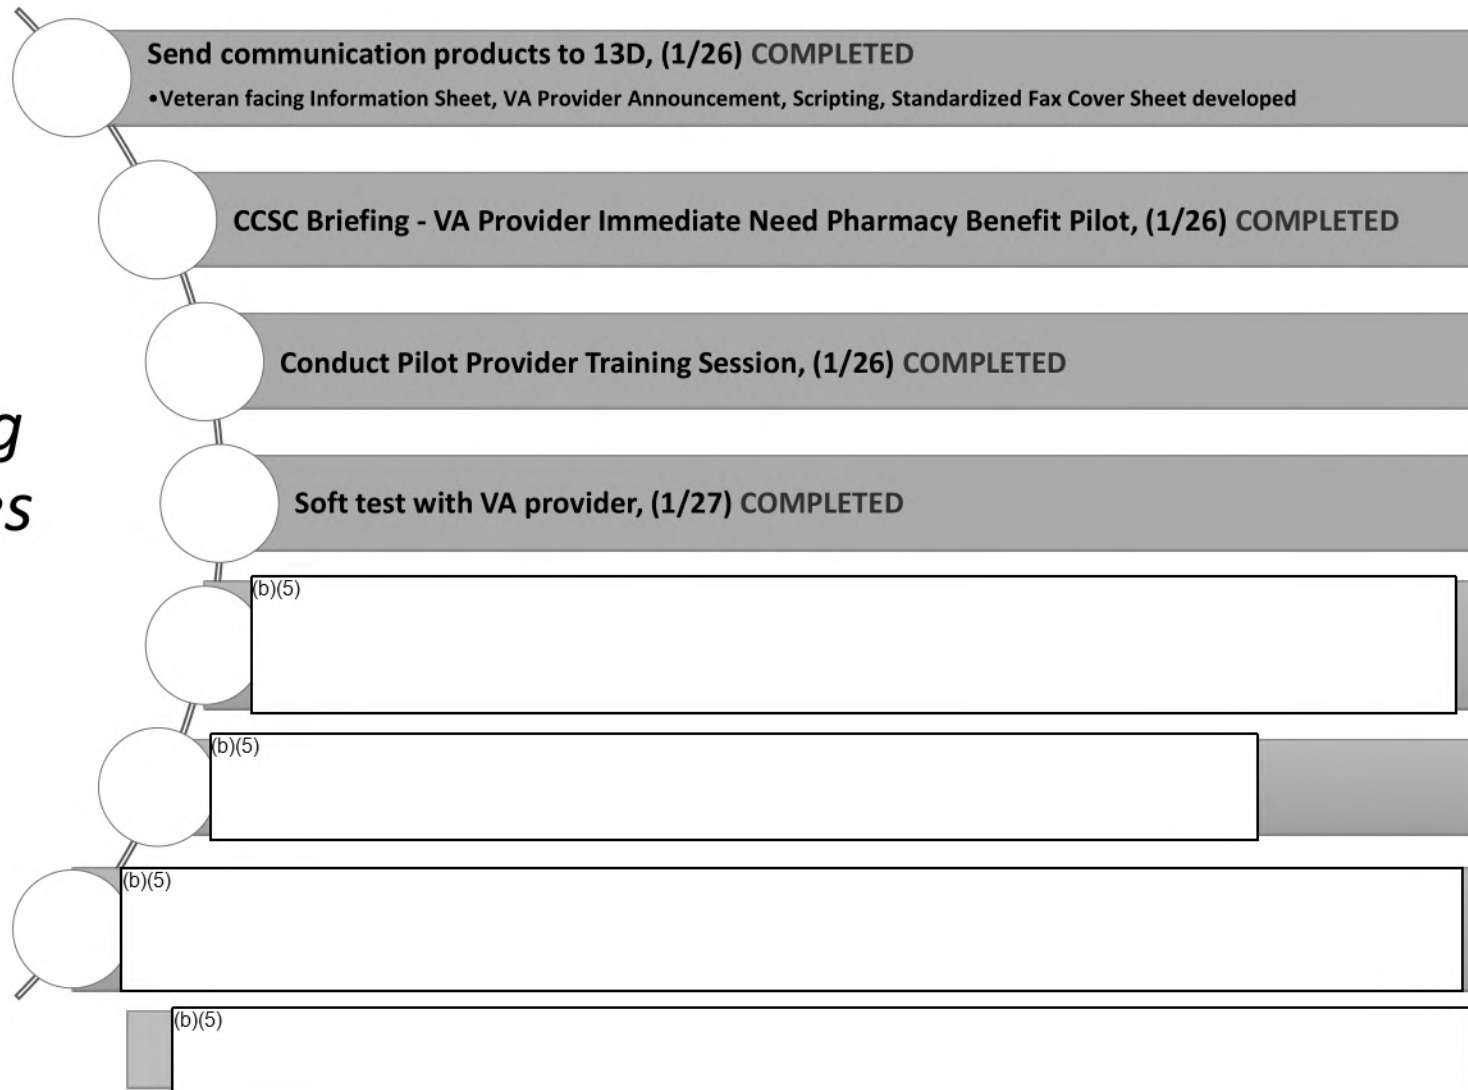 Send communication products to 13D, (1/26) COMPLETED
•Veteran facing Information Sheet, VA Provider Announcement, Scripting, Standardized Fax Cover Sheet developed
CCSC Briefing - VA Provider Immediate Need Pharmacy Benefit Pilot, (1/26) COMPLETED
Conduct Pilot Provider Training Session, (1/26) COMPLETED
g
es
Soft test with VA provider, (1/27) COMPLETED
(b)(5)
(b)(5)
(b)(5)
(b)(5)